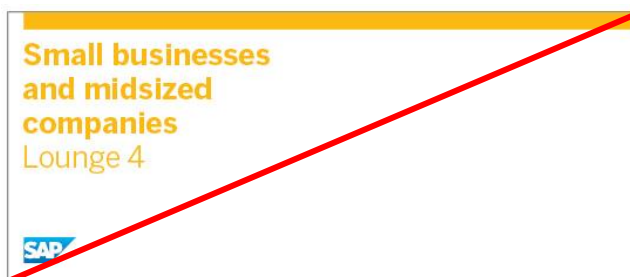 Small businesses
and midsized
companies
Lounge 4
SAP